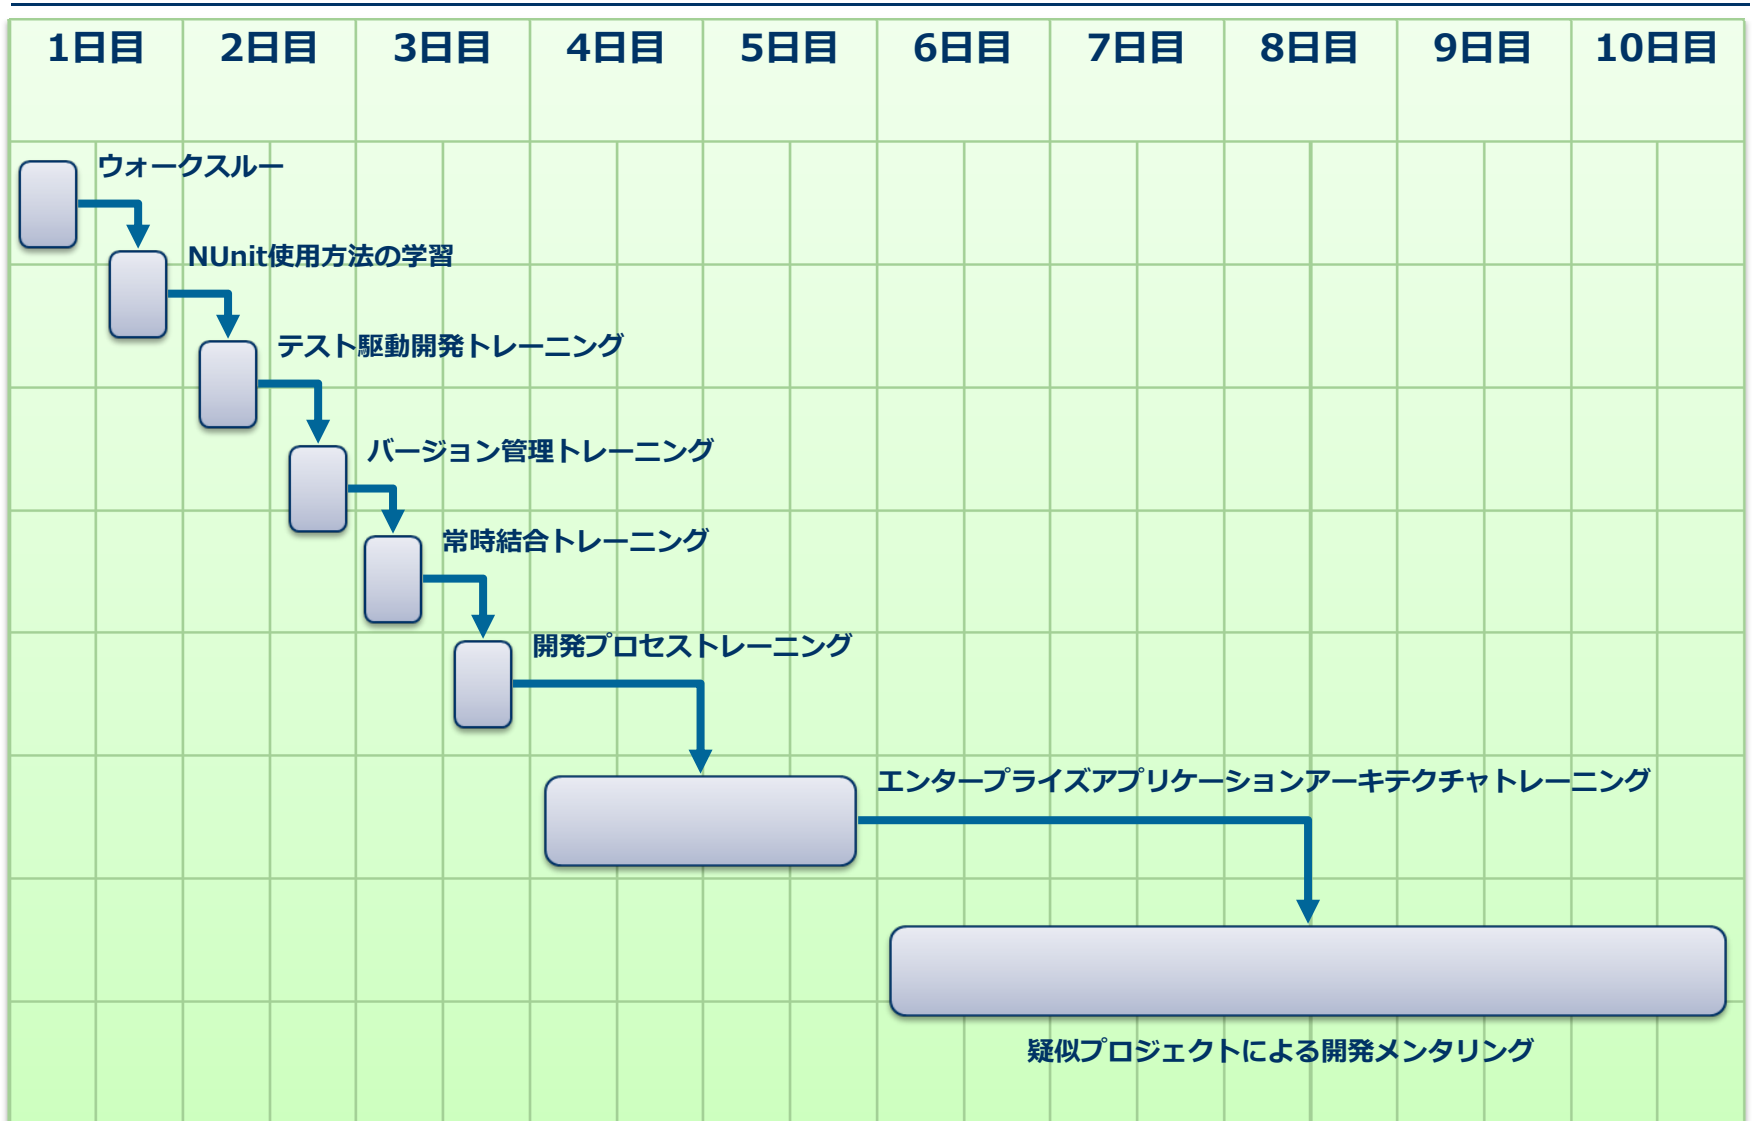 1日目 2日目 3日目 4日目 5日目 6日目 7日目 8日目 9日目 10日目
ウォークスルー
NUnit使用方法の学習
テスト駆動開発トレーニング
バージョン管理トレーニング
常時結合トレーニング
開発プロセストレーニング
エンタープライズアプリケーションアーキテクチャトレーニング
疑似プロジェクトによる開発メンタリング